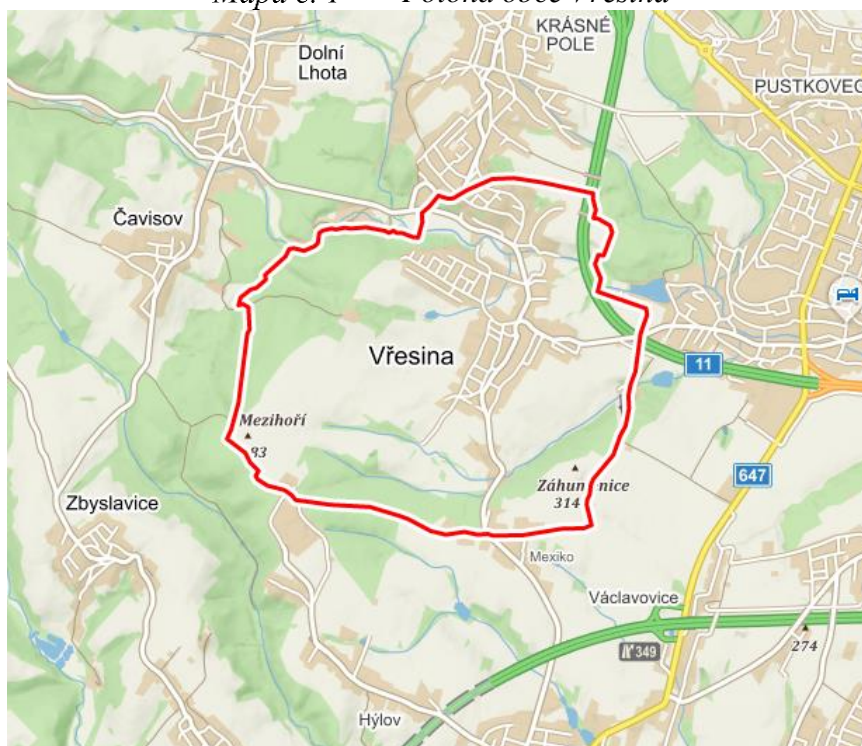 KRÁSNÉ
POLE
Dolní
Lhota
PUSTKOVEC
Čavisov
Vřesina
11
Mezihoří
647
Zbyslavice
314
Mexiko
Václavovice
349
274
Hýlov